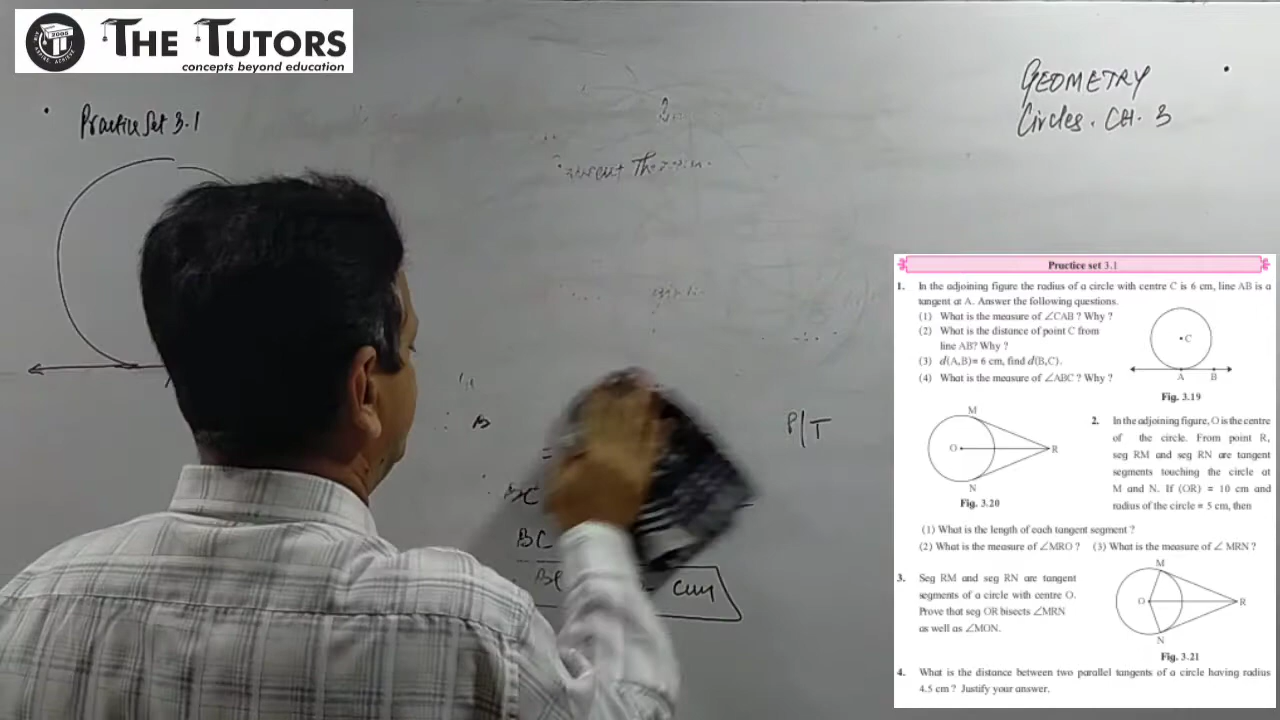 THE TUTORS
concepts beyond education
GEOMETRY
Circles. CH. 3
Practice Set 3.1
P/T
BC
BC
cm
Practice set 3.1
1. In the adjoining figure the radius of a circle with centre C is 6 cm, line AB is a
tangent at A. Answer the following questions.
(1) What is the measure of ∠CAB ? Why ?
(2) What is the distance of point C from
line AB? Why ?
(3) d(A,B)= 6 cm, find d(B,C).
(4) What is the measure of ∠ABC ? Why ?
C
A B
Fig. 3.19
M
O R
N
Fig. 3.20
2. In the adjoining figure, O is the centre
of the circle. From point R,
seg RM and seg RN are tangent
segments touching the circle at
M and N. If (OR) = 10 cm and
radius of the circle = 5 cm, then
(1) What is the length of each tangent segment ?
(2) What is the measure of ∠MRO ? (3) What is the measure of ∠ MRN ?
3. Seg RM and seg RN are tangent
segments of a circle with centre O.
Prove that seg OR bisects ∠MRN
as well as ∠MON.
M
O R
N
Fig. 3.21
4. What is the distance between two parallel tangents of a circle having radius
4.5 cm ? Justify your answer.